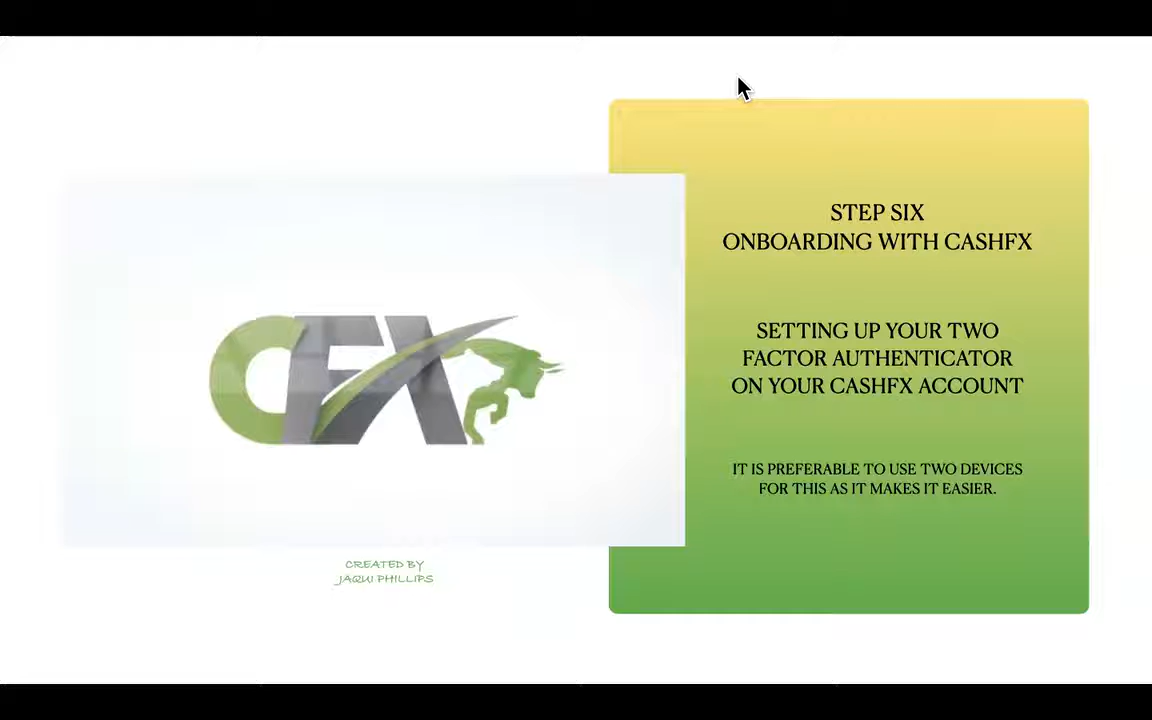 CFX
CREATED BY
JAQUI PHILLIPS
STEP SIX
ONBOARDING WITH CASHFX
SETTING UP YOUR TWO
FACTOR AUTHENTICATOR
ON YOUR CASHFX ACCOUNT
IT IS PREFERABLE TO USE TWO DEVICES
FOR THIS AS IT MAKES IT EASIER.